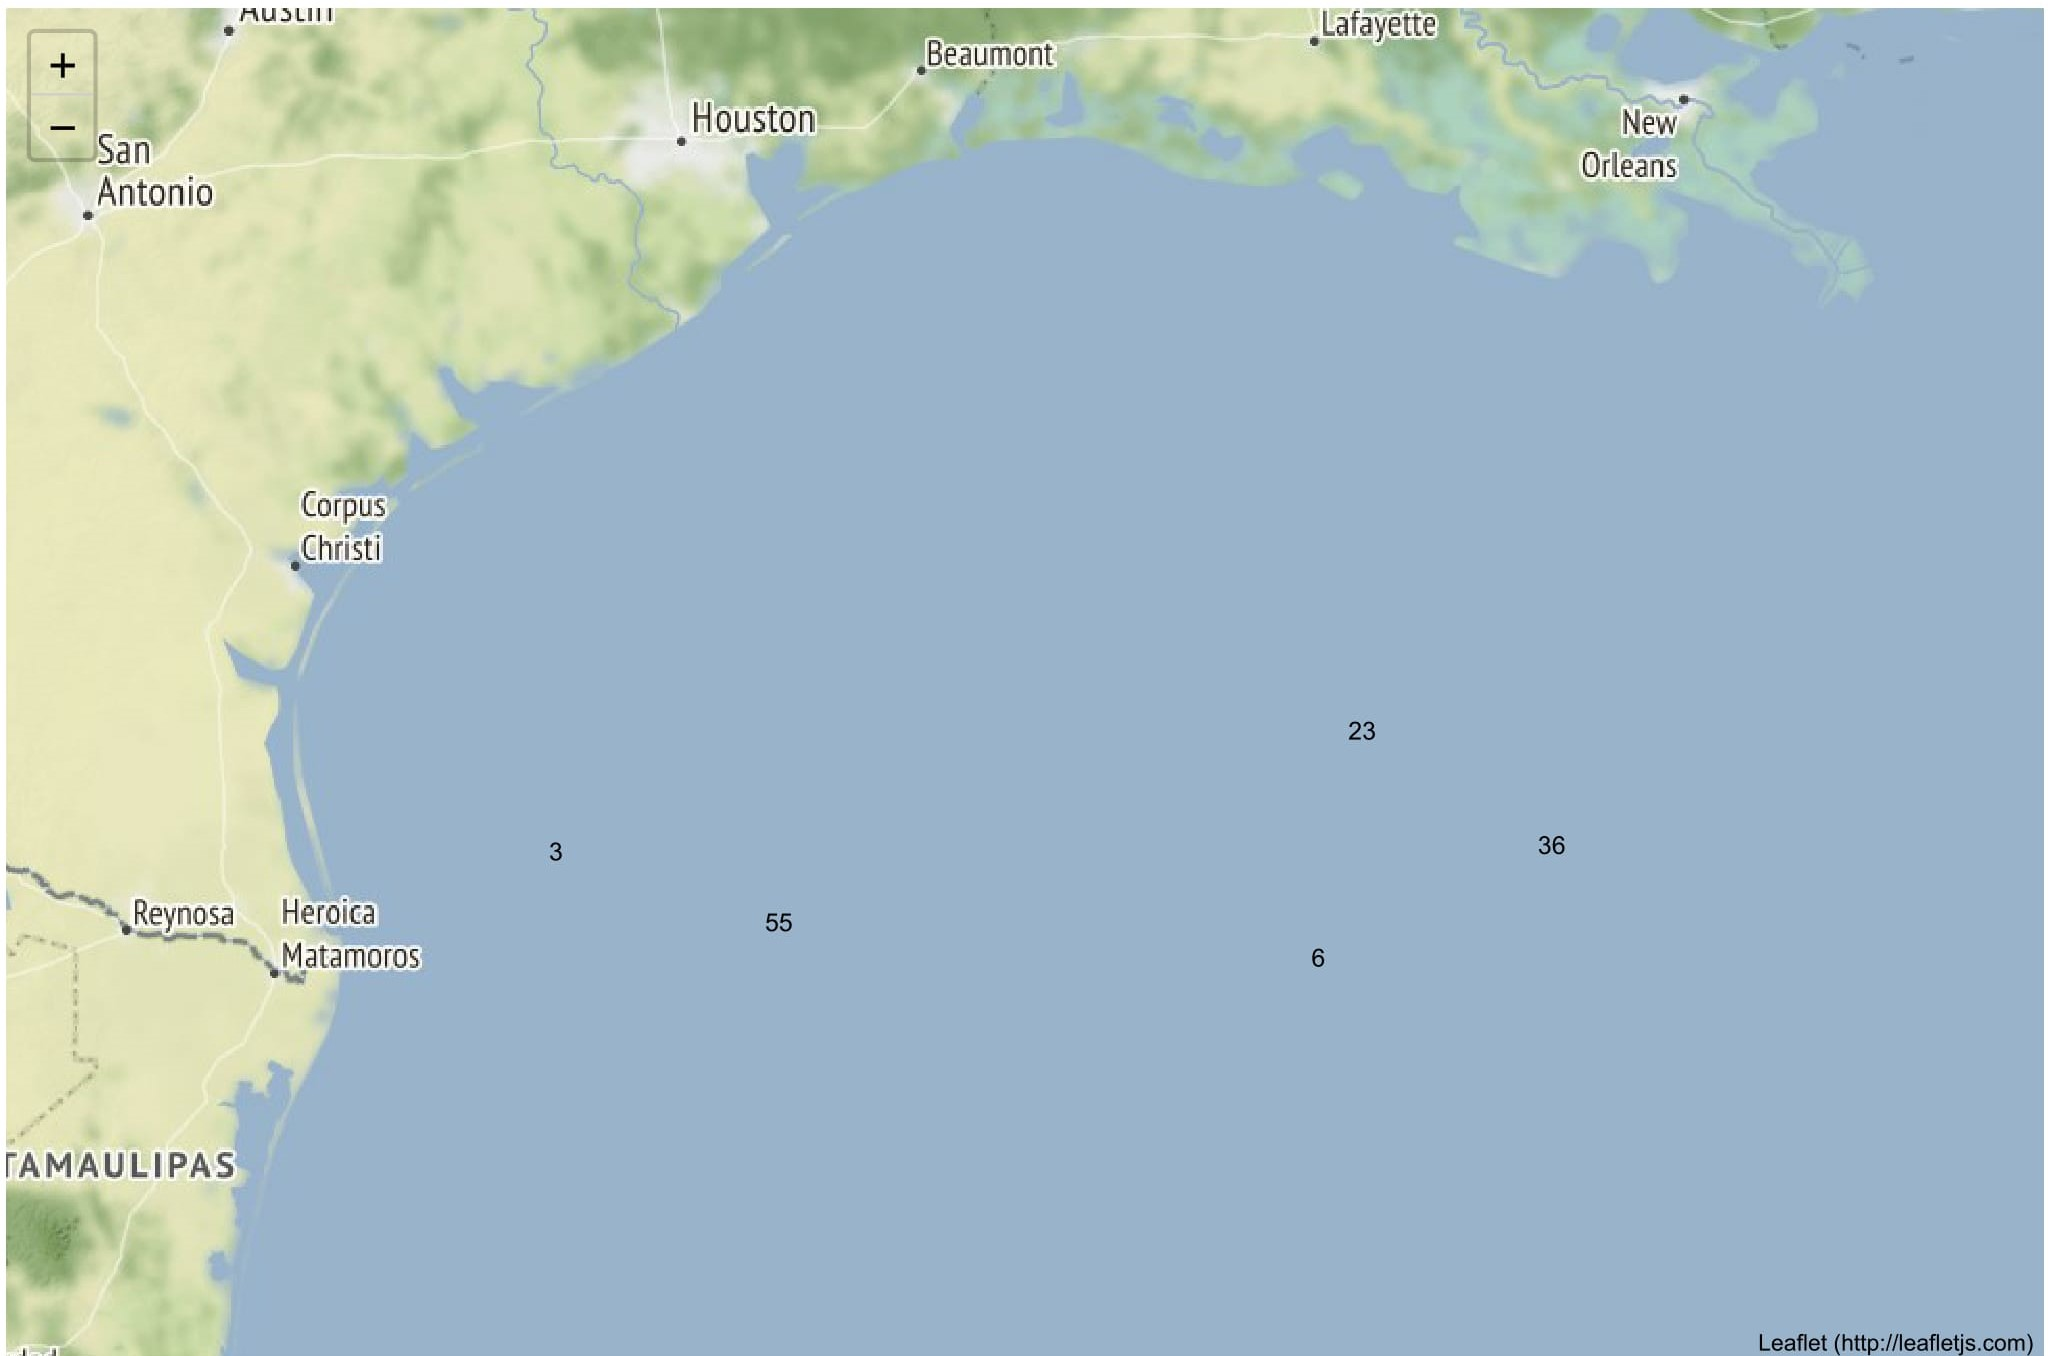 Austin
Lafayette
+
Beaumont
−
Houston
New
Orleans
San
Antonio
Corpus
Christi
23
3
36
Reynosa
Heroica
Matamoros
55
6
TAMAULIPAS
Leaflet (http://leafletjs.com)